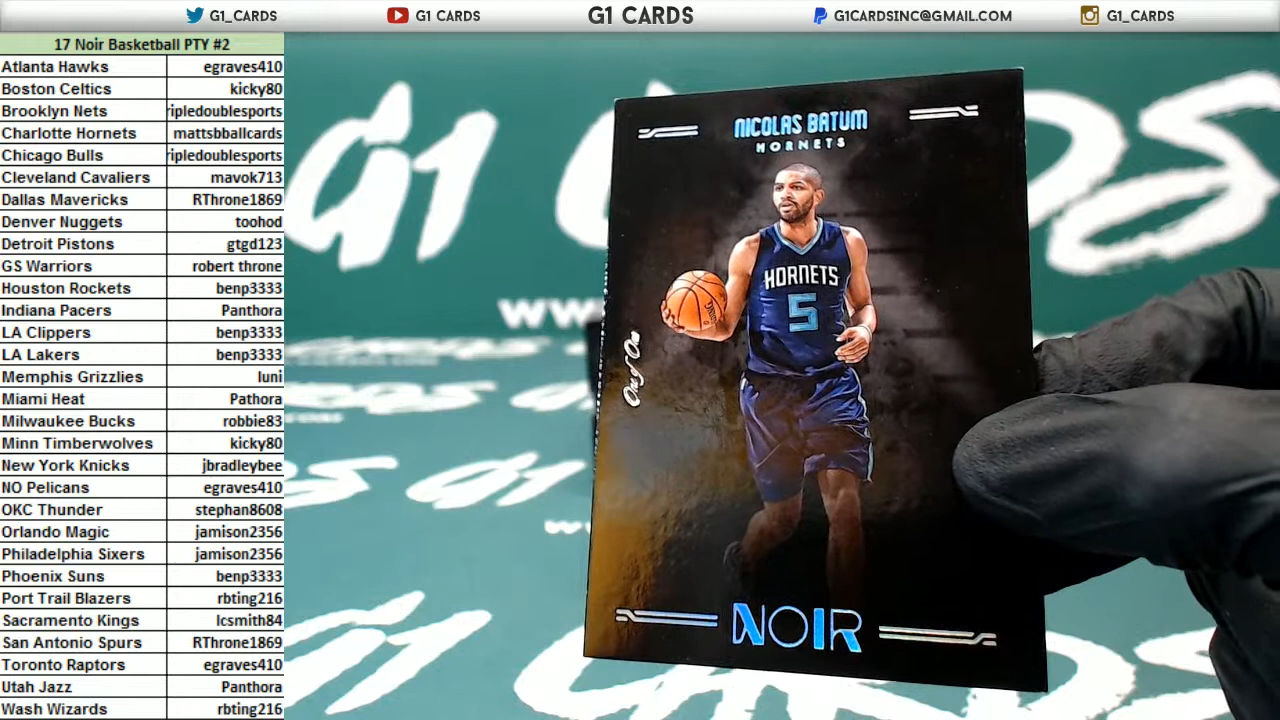 G1_CARDS
G1 CARDS
G1 CARDS
G1CARDSINC@GMAIL.COM
G1_CARDS
17 Noir Basketball PTY #2
Atlanta Hawks egraves410
Boston Celtics kicky80
Brooklyn Nets ripledoublesports
Charlotte Hornets mattsbballcards
Chicago Bulls ripledoublesports
Cleveland Cavaliers mavok713
Dallas Mavericks RThrone1869
Denver Nuggets toohod
Detroit Pistons gtgd123
GS Warriors robert throne
Houston Rockets benp3333
Indiana Pacers Panthora
LA Clippers benp3333
LA Lakers benp3333
Memphis Grizzlies luni
Miami Heat Pathora
Milwaukee Bucks robbie83
Minn Timberwolves kicky80
New York Knicks jbradleybee
NO Pelicans egraves410
OKC Thunder stephan8608
Orlando Magic jamison2356
Philadelphia Sixers jamison2356
Phoenix Suns benp3333
Port Trail Blazers rbting216
Sacramento Kings lcsmith84
San Antonio Spurs RThrone1869
Toronto Raptors egraves410
Utah Jazz Panthora
Wash Wizards rbting216
NICOLAS BATUM
HORNETS
HORNETS
5
One of One
NOIR
G1
www
G1